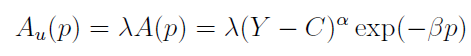 A_u(p) = λA(p) = λ(Y − C)^α exp(−βp)